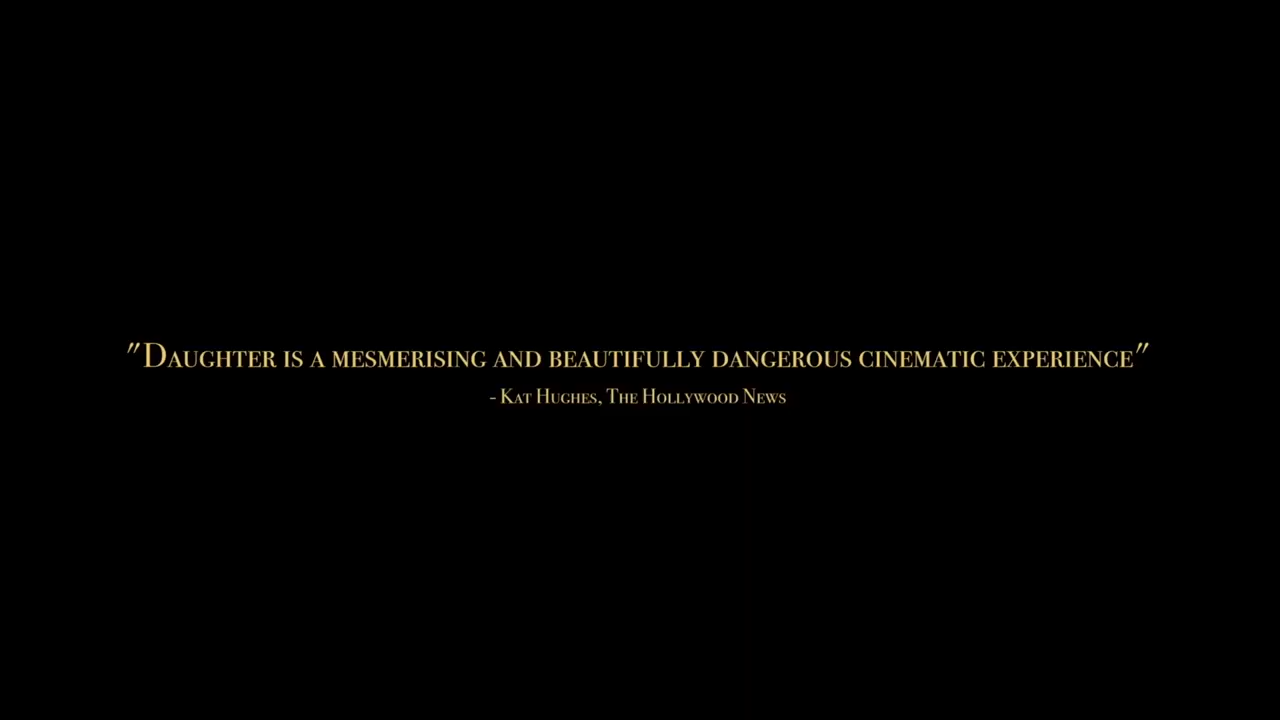 "Daughter is a mesmerising and beautifully dangerous cinematic experience"
- Kat Hughes, The Hollywood News